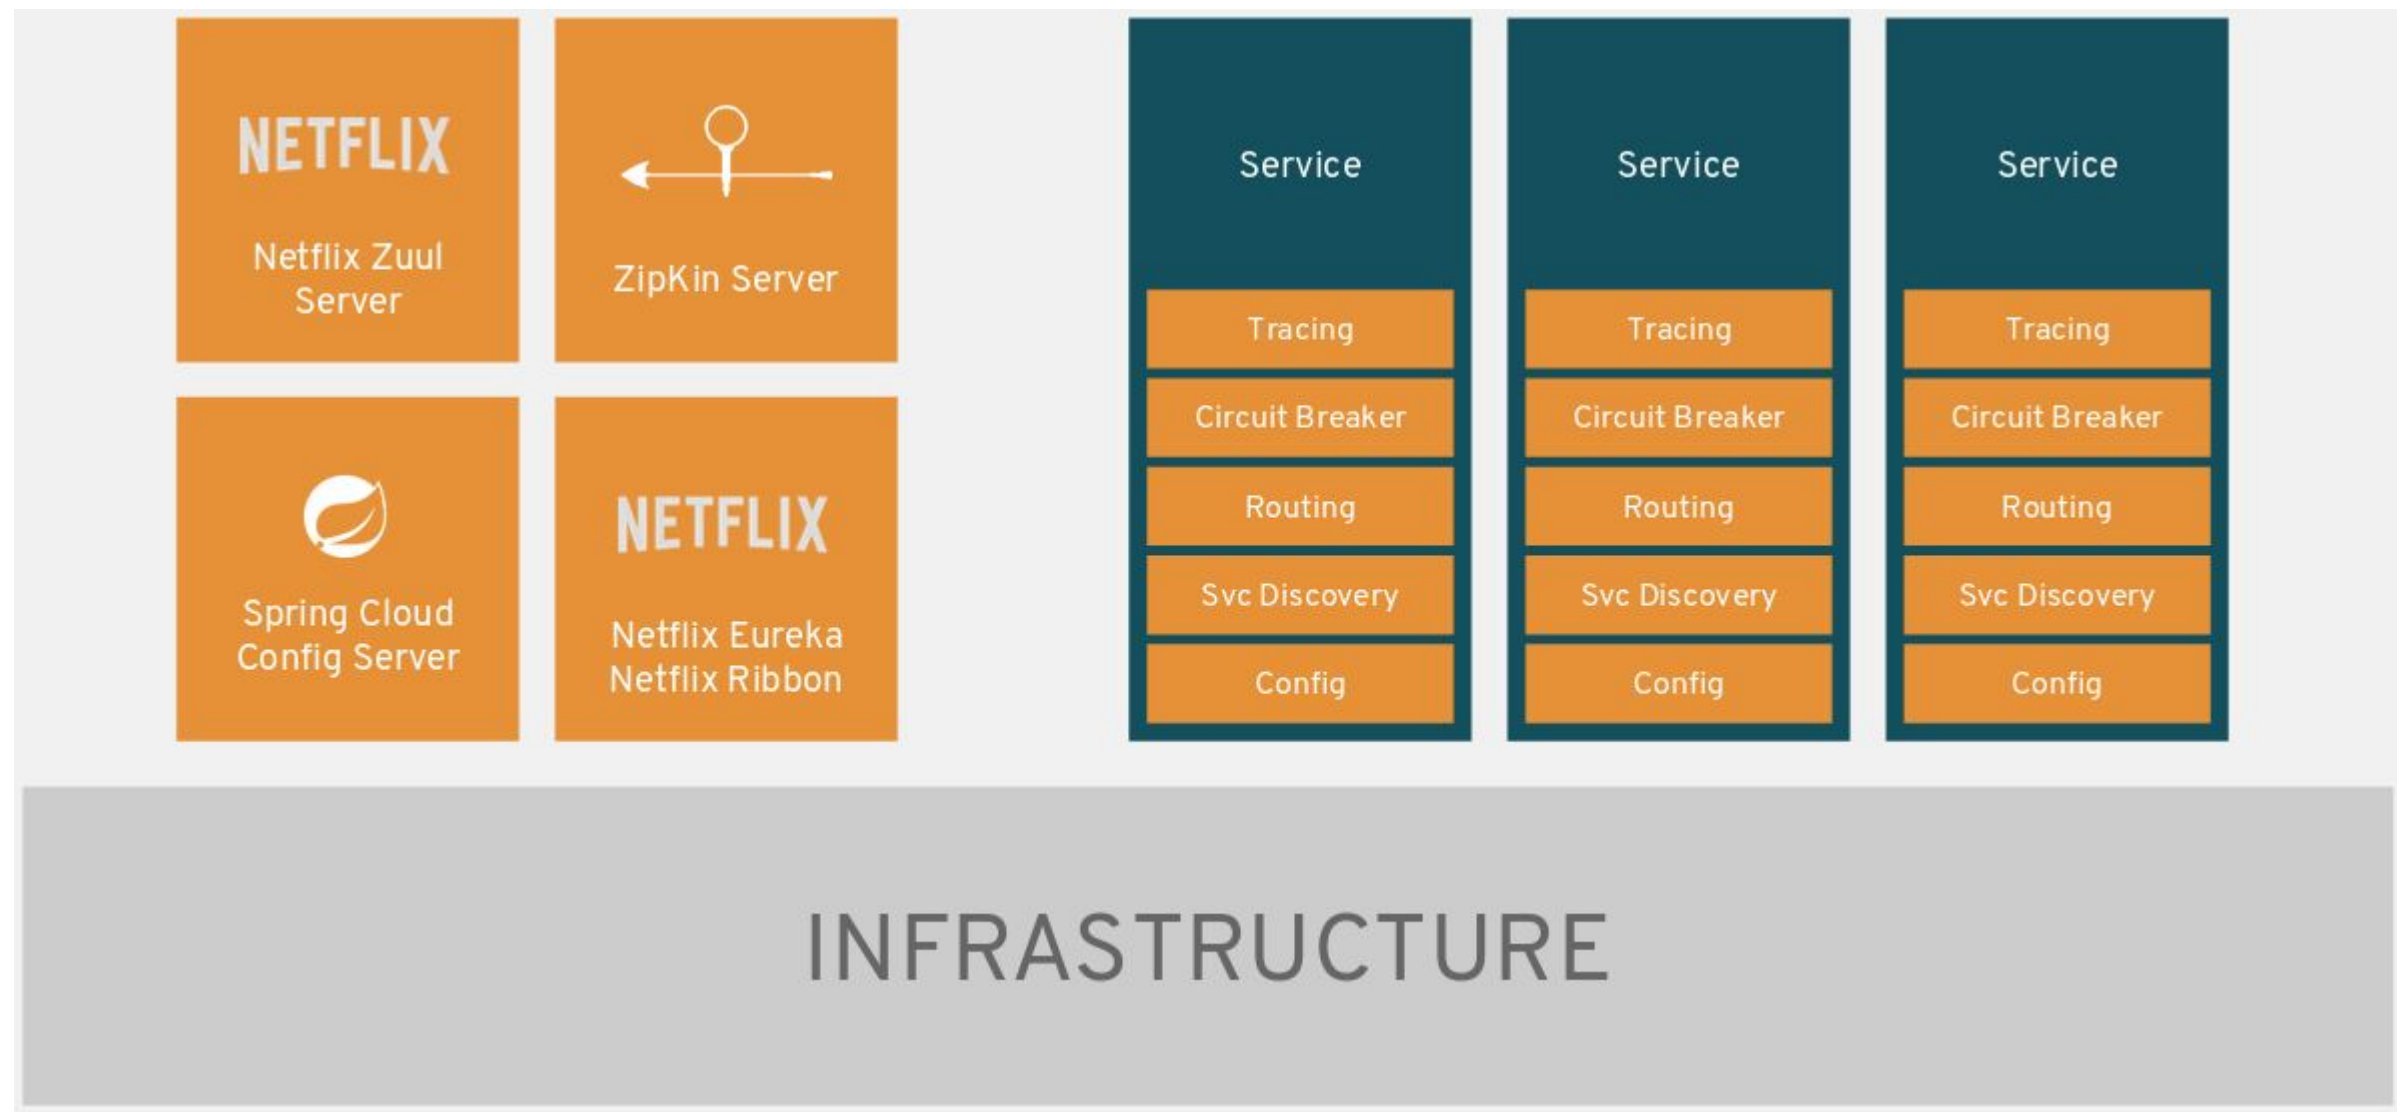 NETFLIX
Netflix Zuul
Server
ZipKin Server
Spring Cloud
Config Server
NETFLIX
Netflix Eureka
Netflix Ribbon
Service
Tracing
Circuit Breaker
Routing
Svc Discovery
Config
Service
Tracing
Circuit Breaker
Routing
Svc Discovery
Config
Service
Tracing
Circuit Breaker
Routing
Svc Discovery
Config
INFRASTRUCTURE